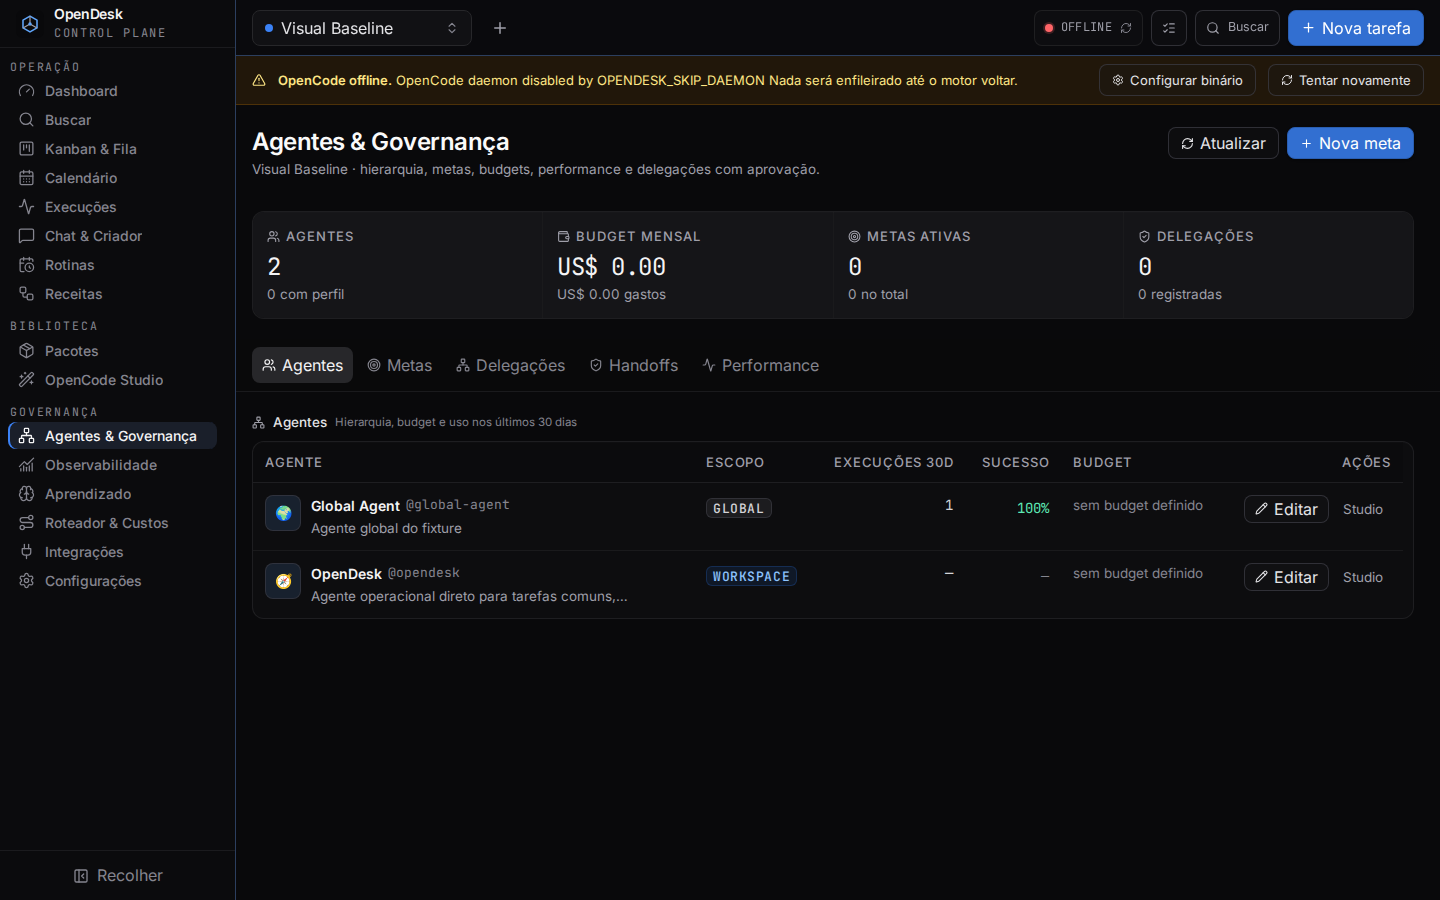 OpenDesk
CONTROL PLANE
OPERAÇÃO
Dashboard
Buscar
Kanban & Fila
Calendário
Execuções
Chat & Criador
Rotinas
Receitas
BIBLIOTECA
Pacotes
OpenCode Studio
GOVERNANÇA
Agentes & Governança
Observabilidade
Aprendizado
Roteador & Custos
Integrações
Configurações
Recolher
Visual Baseline
OFFLINE
Buscar
Nova tarefa
OpenCode offline. OpenCode daemon disabled by OPENDESK_SKIP_DAEMON Nada será enfileirado até o motor voltar.
Configurar binário
Tentar novamente
Agentes & Governança
Visual Baseline · hierarquia, metas, budgets, performance e delegações com aprovação.
Atualizar
Nova meta
AGENTES
2
0 com perfil
BUDGET MENSAL
US$ 0.00
US$ 0.00 gastos
METAS ATIVAS
0
0 no total
DELEGAÇÕES
0
0 registradas
Agentes
Metas
Delegações
Handoffs
Performance
Agentes Hierarquia, budget e uso nos últimos 30 dias
AGENTE ESCOPO EXECUÇÕES 30D SUCESSO BUDGET AÇÕES
Global Agent @global-agent GLOBAL 1 100% sem budget definido Editar Studio
Agente global do fixture
OpenDesk @opendesk WORKSPACE — — sem budget definido Editar Studio
Agente operacional direto para tarefas comuns,...